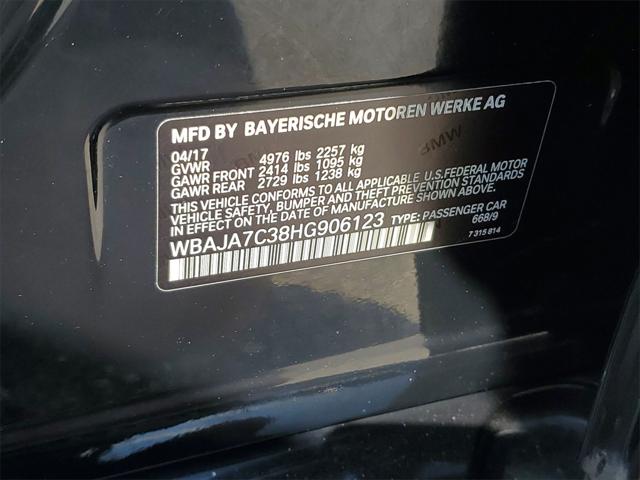 MFD BY BAYERISCHE MOTOREN WERKE AG
04/17
GVWR 4976 lbs 2257 kg
GAWR FRONT 2414 lbs 1095 kg
GAWR REAR 2729 lbs 1238 kg
THIS VEHICLE CONFORMS TO ALL APPLICABLE U.S.FEDERAL MOTOR
VEHICLE SAFETY, BUMPER, AND THEFT PREVENTION STANDARDS
IN EFFECT ON THE DATE OF MANUFACTURE SHOWN ABOVE.
WBAJA7C38HG906123 TYPE: PASSENGER CAR
668/9
7 315 814
BMW